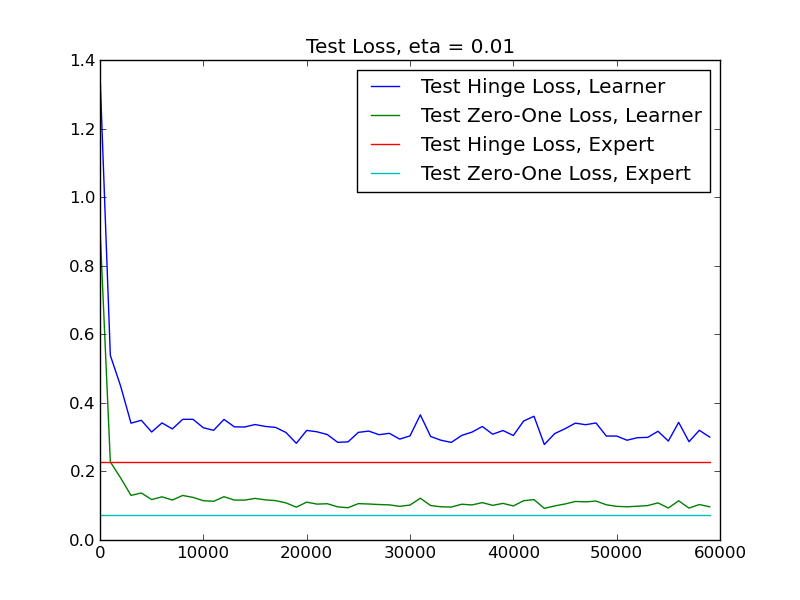 Test Loss, eta = 0.01
1.4
1.2
1.0
0.8
0.6
0.4
0.2
0.0
Test Hinge Loss, Learner
Test Zero-One Loss, Learner
Test Hinge Loss, Expert
Test Zero-One Loss, Expert
0 10000 20000 30000 40000 50000 60000